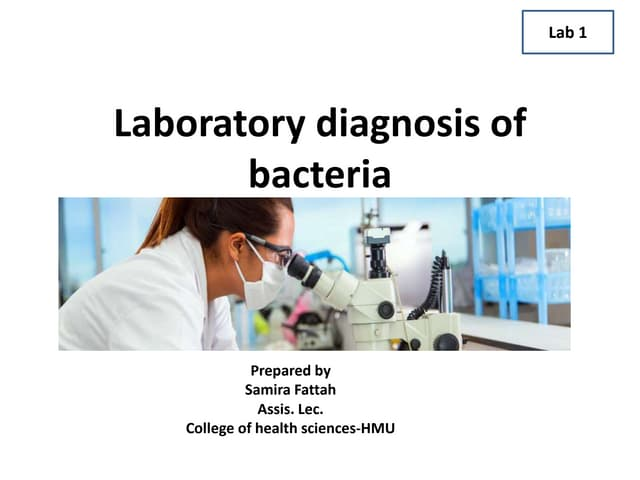 Lab 1
Laboratory diagnosis of
bacteria
Prepared by
Samira Fattah
Assis. Lec.
College of health sciences-HMU